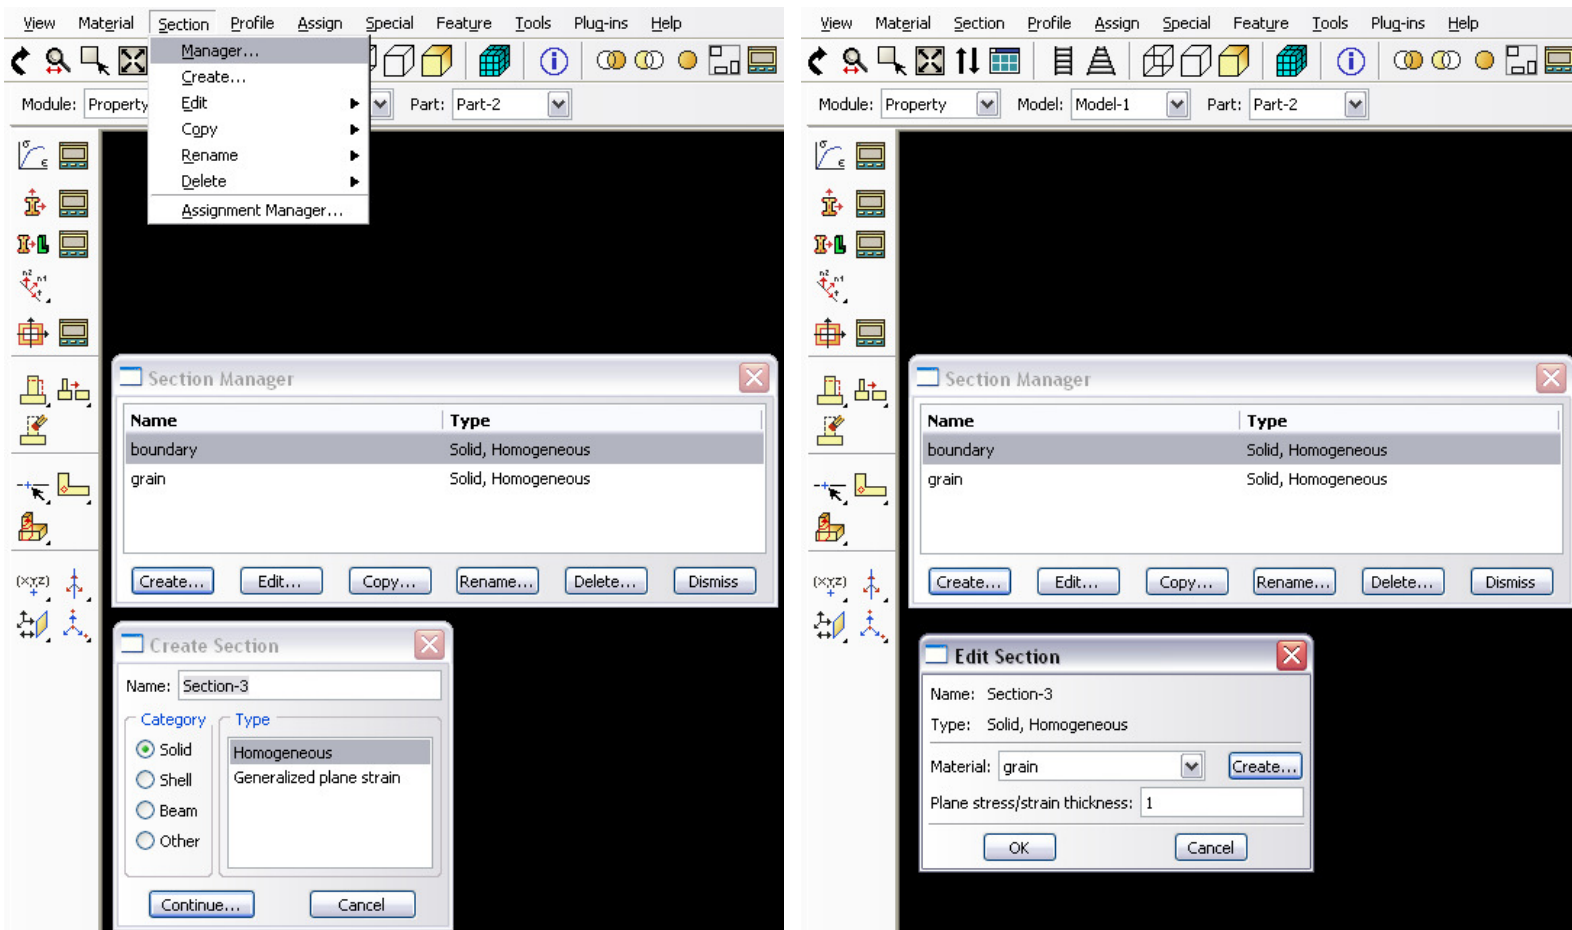 View Material Section Profile Assign Special Feature Tools Plug-ins Help
Manager...
Create...
Edit
Copy
Rename
Delete
Assignment Manager...
Module: Property Part: Part-2
σ ε
n2 n1
(X,Y,Z)
Section Manager
Name Type
boundary Solid, Homogeneous
grain Solid, Homogeneous
Create... Edit... Copy... Rename... Delete... Dismiss
Create Section
Name: Section-3
Category Type
Solid Homogeneous
Shell Generalized plane strain
Beam
Other
Continue... Cancel
View Material Section Profile Assign Special Feature Tools Plug-ins Help
Module: Property Model: Model-1 Part: Part-2
σ ε
n2 n1
(X,Y,Z)
Section Manager
Name Type
boundary Solid, Homogeneous
grain Solid, Homogeneous
Create... Edit... Copy... Rename... Delete... Dismiss
Edit Section
Name: Section-3
Type: Solid, Homogeneous
Material: grain Create...
Plane stress/strain thickness: 1
OK Cancel